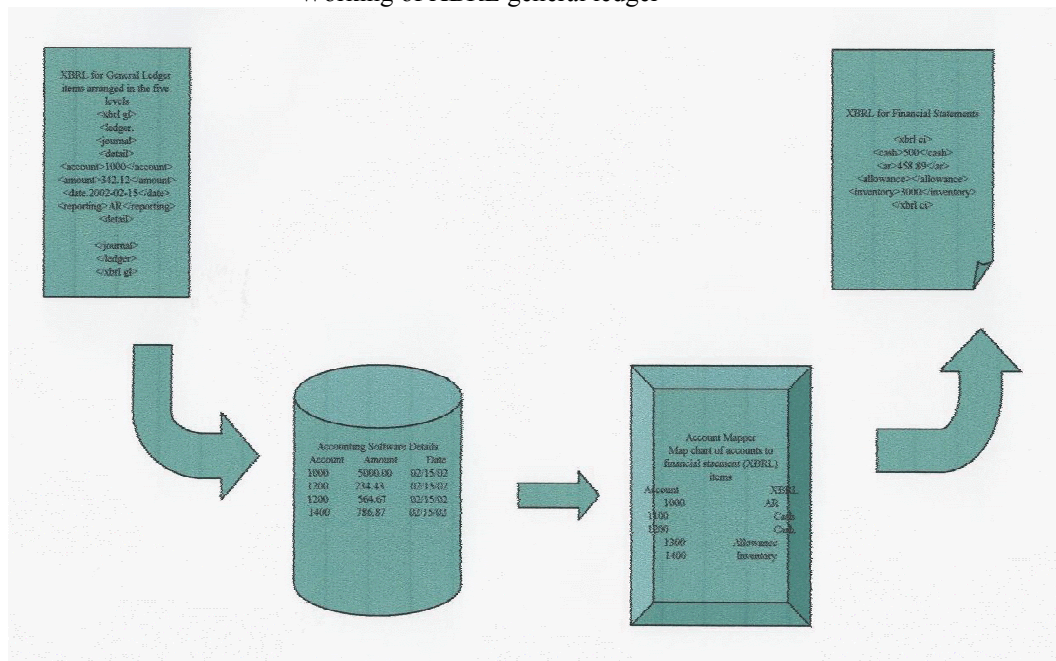 Working of XBRL general ledger
XBRL for General Ledger
items arranged in the five
levels
<xbrl gl>
<ledger.
<journal>
<detail>
<account>1000</account>
<amount>342.12</amount>
<date.2002-02-15</date>
<reporting>AR</reporting>
<detail>
</journal>
</ledger>
</xbrl gl>
Accounting Software Details
Account Amount Date
1000 5000.00 02/15/02
1200 234.43 02/15/02
1200 564.67 02/15/02
1400 786.87 02/15/02
Account Mapper
Map chart of accounts to
financial stasment (XBRL)
items
Account XBRL
1000 AR
1100 Cash
1200 Cash.
1300 Allowance
1400 Inventory
XBRL for Financial Statements
<xbrl ci>
<cash>500</cash>
<ar>458.89</ar>
<allowance></allowance>
<inventory>3000</inventory>
</xbrl ci>